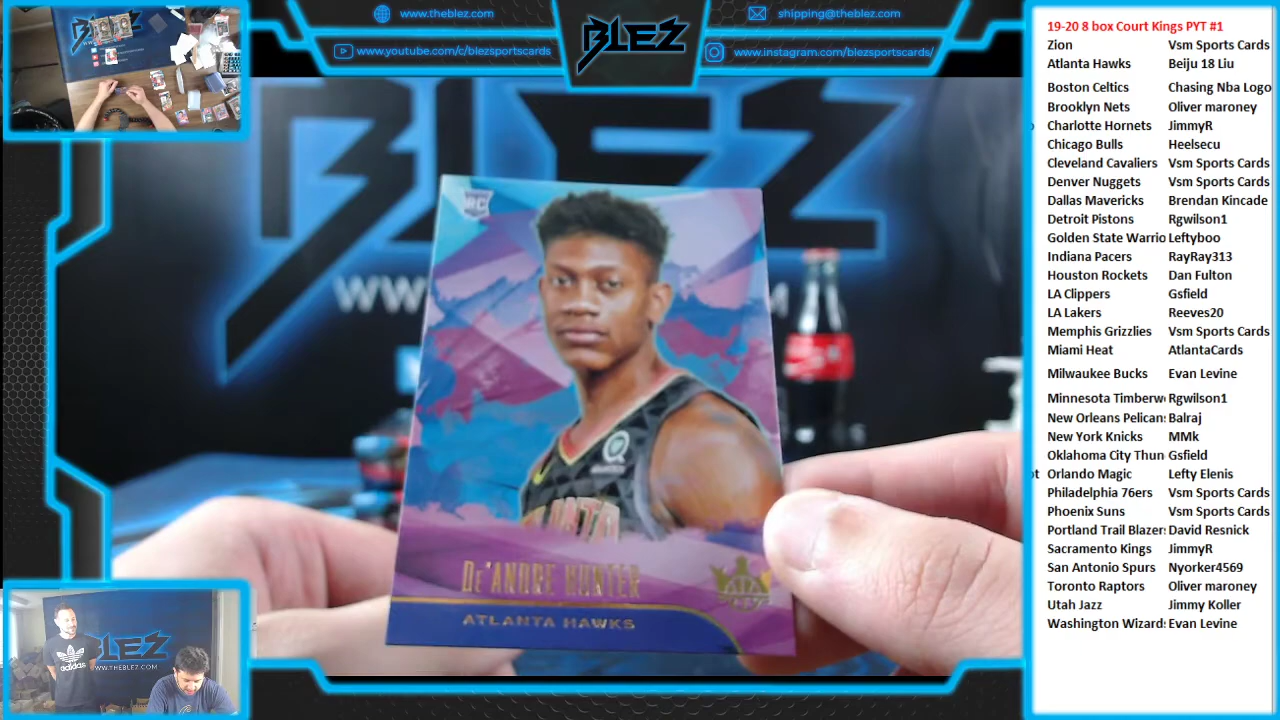 www.theblez.com
shipping@theblez.com
www.youtube.com/c/blezsportscards
www.instagram.com/blezsportscards/
BLEZ
BLEZ
WWW
M
RC
DE'ANDRE HUNTER
ATLANTA HAWKS
adidas
BLEZ
WWW.THEBLEZ.COM
19-20 8 box Court Kings PYT #1
Zion Vsm Sports Cards
Atlanta Hawks Beiju 18 Liu
Boston Celtics Chasing Nba Logo
Brooklyn Nets Oliver maroney
Charlotte Hornets JimmyR
Chicago Bulls Heelsecu
Cleveland Cavaliers Vsm Sports Cards
Denver Nuggets Vsm Sports Cards
Dallas Mavericks Brendan Kincade
Detroit Pistons Rgwilson1
Golden State Warrio Leftyboo
Indiana Pacers RayRay313
Houston Rockets Dan Fulton
LA Clippers Gsfield
LA Lakers Reeves20
Memphis Grizzlies Vsm Sports Cards
Miami Heat AtlantaCards
Milwaukee Bucks Evan Levine
Minnesota Timberw Rgwilson1
New Orleans Pelicans Balraj
New York Knicks MMk
Oklahoma City Thun Gsfield
Orlando Magic Lefty Elenis
Philadelphia 76ers Vsm Sports Cards
Phoenix Suns Vsm Sports Cards
Portland Trail Blazers David Resnick
Sacramento Kings JimmyR
San Antonio Spurs Nyorker4569
Toronto Raptors Oliver maroney
Utah Jazz Jimmy Koller
Washington Wizards Evan Levine